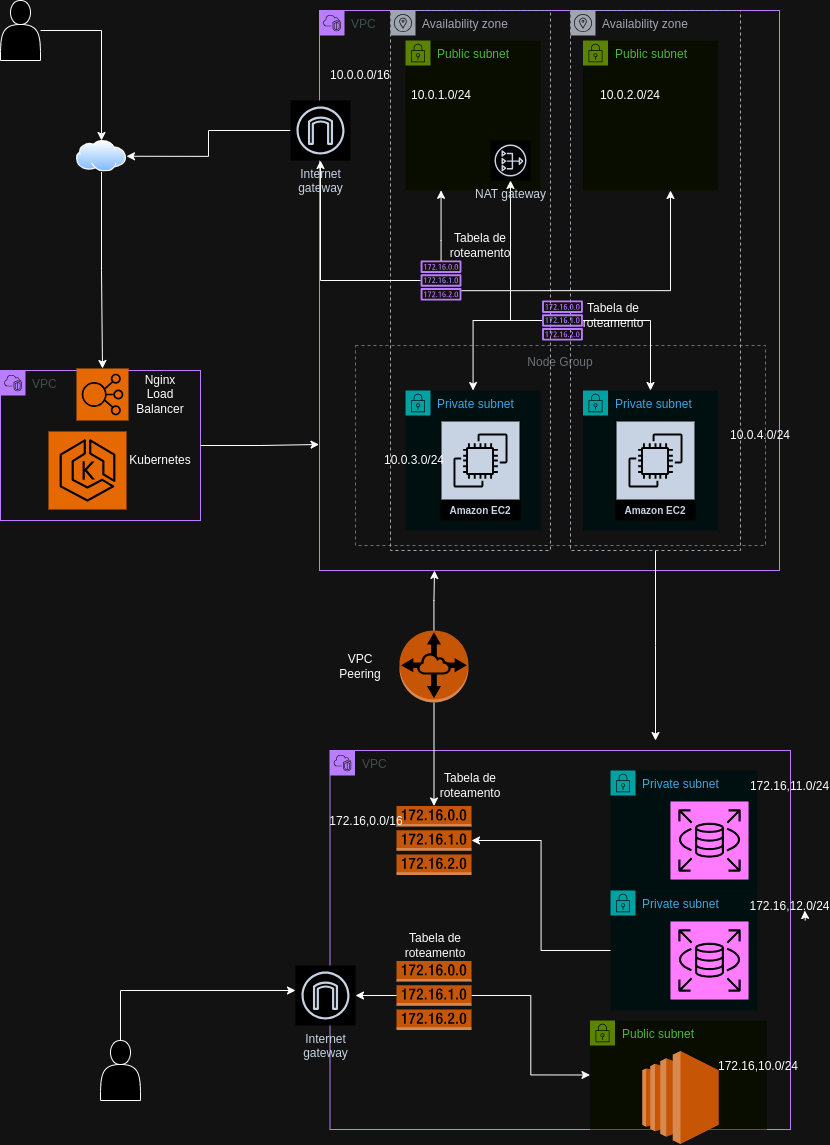 VPC
Availability zone
Availability zone
Public subnet
Public subnet
10.0.0.0/16
10.0.1.0/24
10.0.2.0/24
Internet
gateway
NAT gateway
Tabela de
roteamento
172.16.0.0
172.16.1.0
172.16.2.0
Tabela de
roteamento
172.16.0.0
172.16.1.0
172.16.2.0
Node Group
VPC
Nginx
Load
Balancer
Kubernetes
Private subnet
Private subnet
10.0.3.0/24
10.0.4.0/24
Amazon EC2
Amazon EC2
VPC
Peering
VPC
Tabela de
roteamento
172.16,0.0/16
172.16.0.0
172.16.1.0
172.16.2.0
Private subnet
172.16,11.0/24
Private subnet
172.16,12.0/24
Tabela de
roteamento
172.16.0.0
172.16.1.0
172.16.2.0
Internet
gateway
Public subnet
172.16,10.0/24